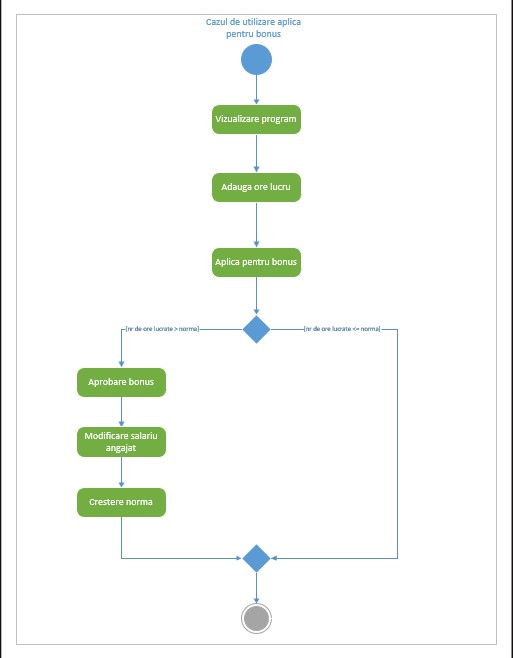 Cazul de utilizare aplica
pentru bonus
Vizualizare program
Adauga ore lucru
Aplica pentru bonus
[nr de ore lucrate > norma]
[nr de ore lucrate <= norma]
Aprobare bonus
Modificare salariu
angajat
Crestere norma